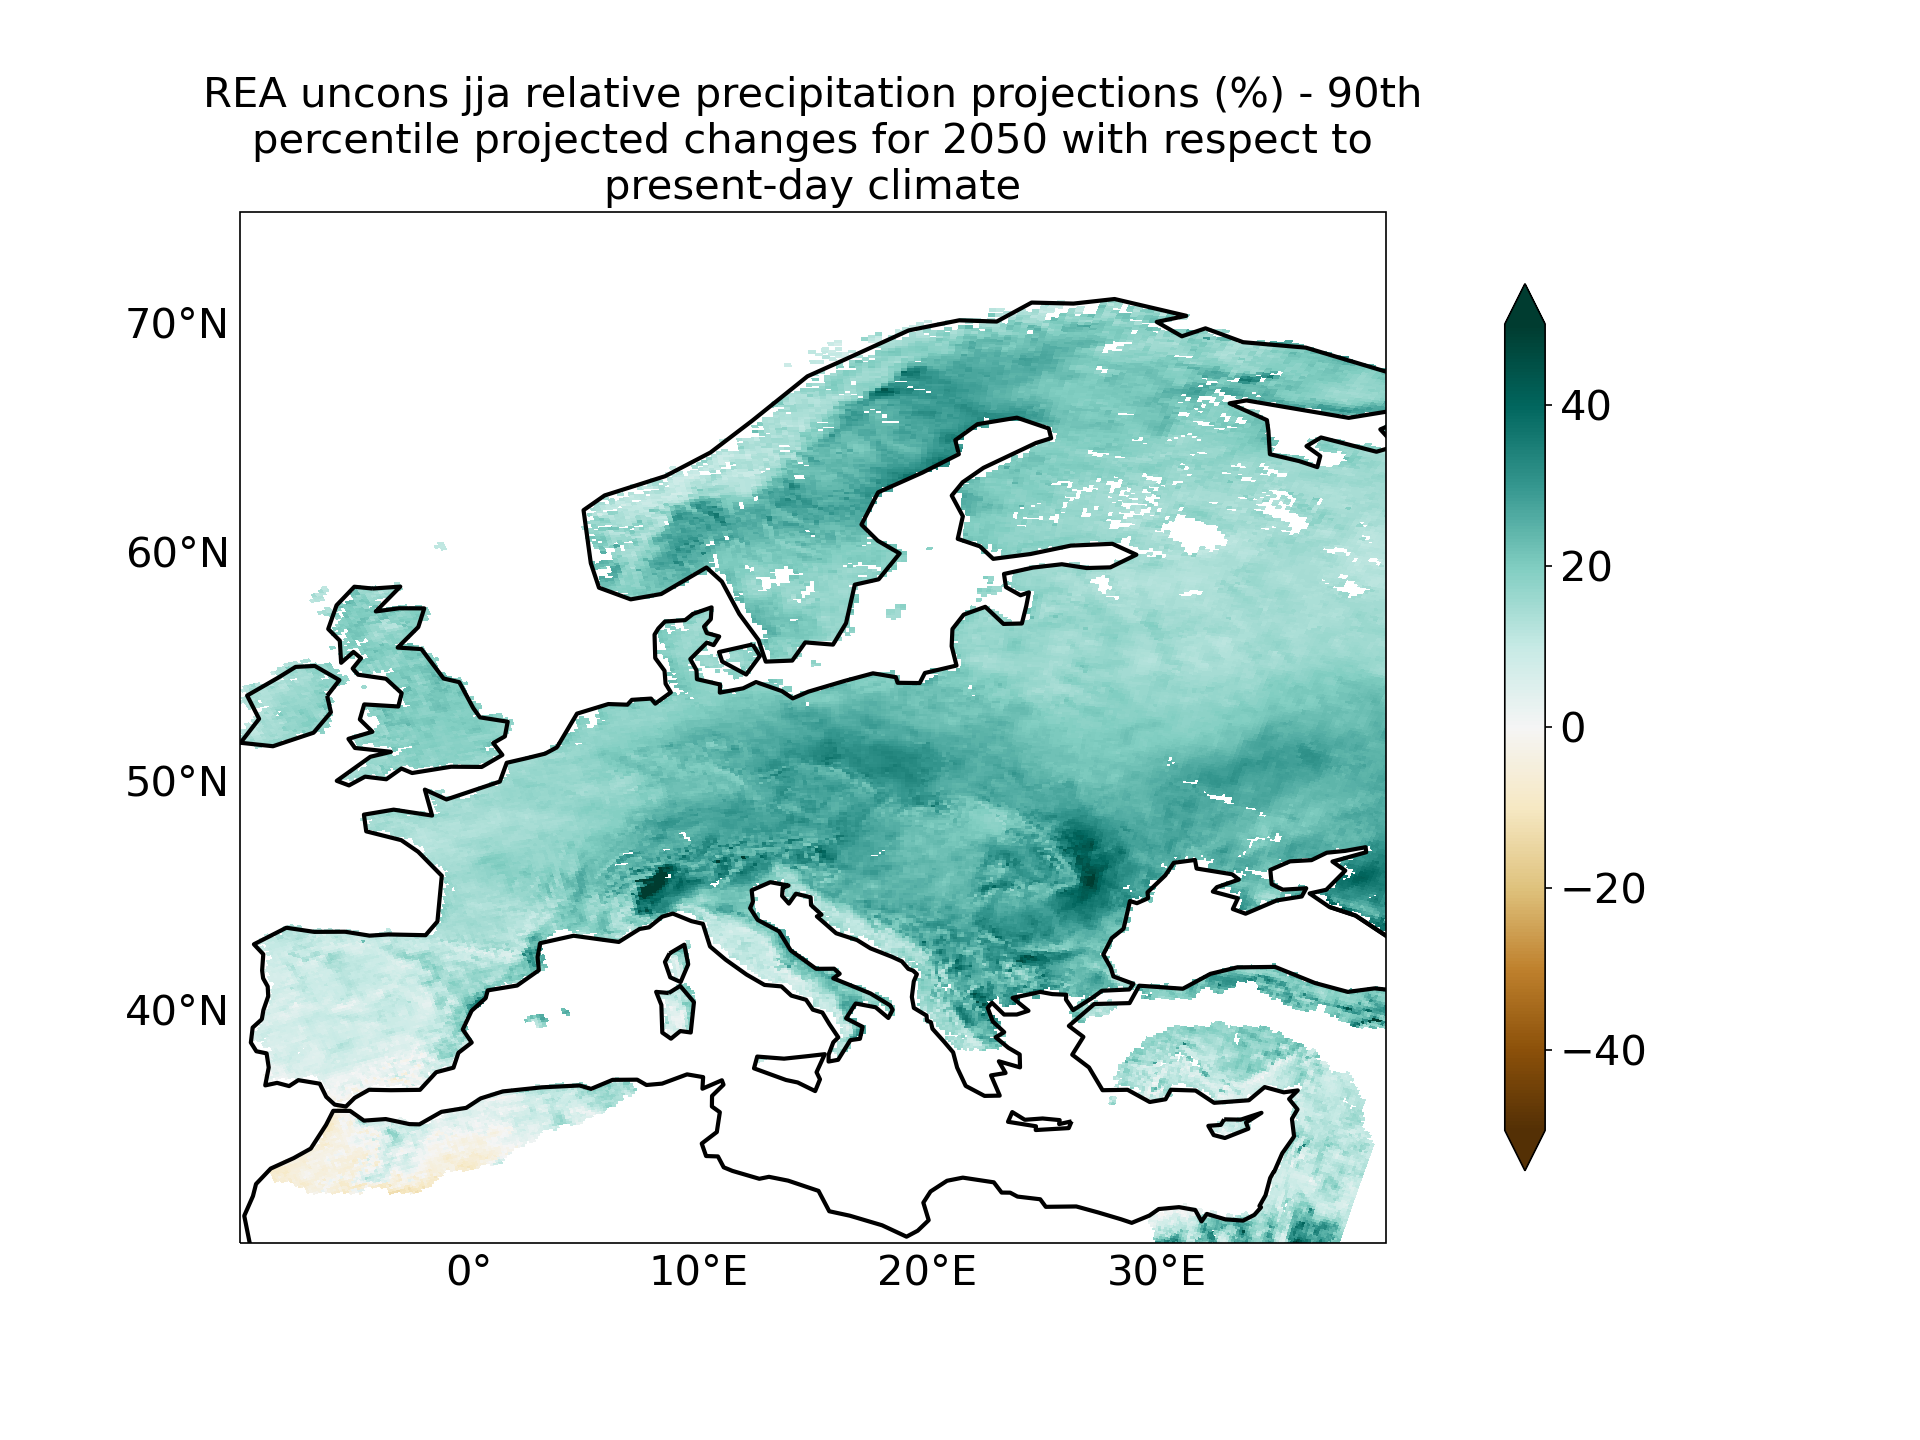 REA uncons jja relative precipitation projections (%) - 90th
percentile projected changes for 2050 with respect to
present-day climate
70°N
60°N
50°N
40°N
0°
10°E
20°E
30°E
40
20
0
−20
−40